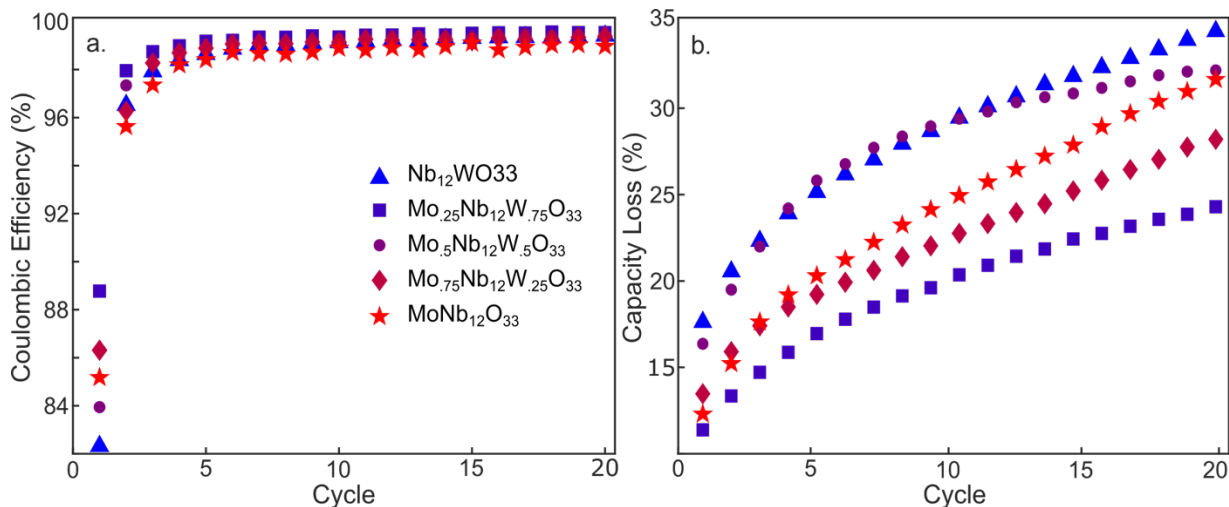 a.
Coulombic Efficiency (%)
100
96
92
88
84
0
5
10
15
20
Cycle
Nb₁₂WO33
Mo.₂₅Nb₁₂W.₇₅O₃₃
Mo.₅Nb₁₂W.₅O₃₃
Mo.₇₅Nb₁₂W.₂₅O₃₃
MoNb₁₂O₃₃
b.
Capacity Loss (%)
35
30
25
20
15
0
5
10
15
20
Cycle